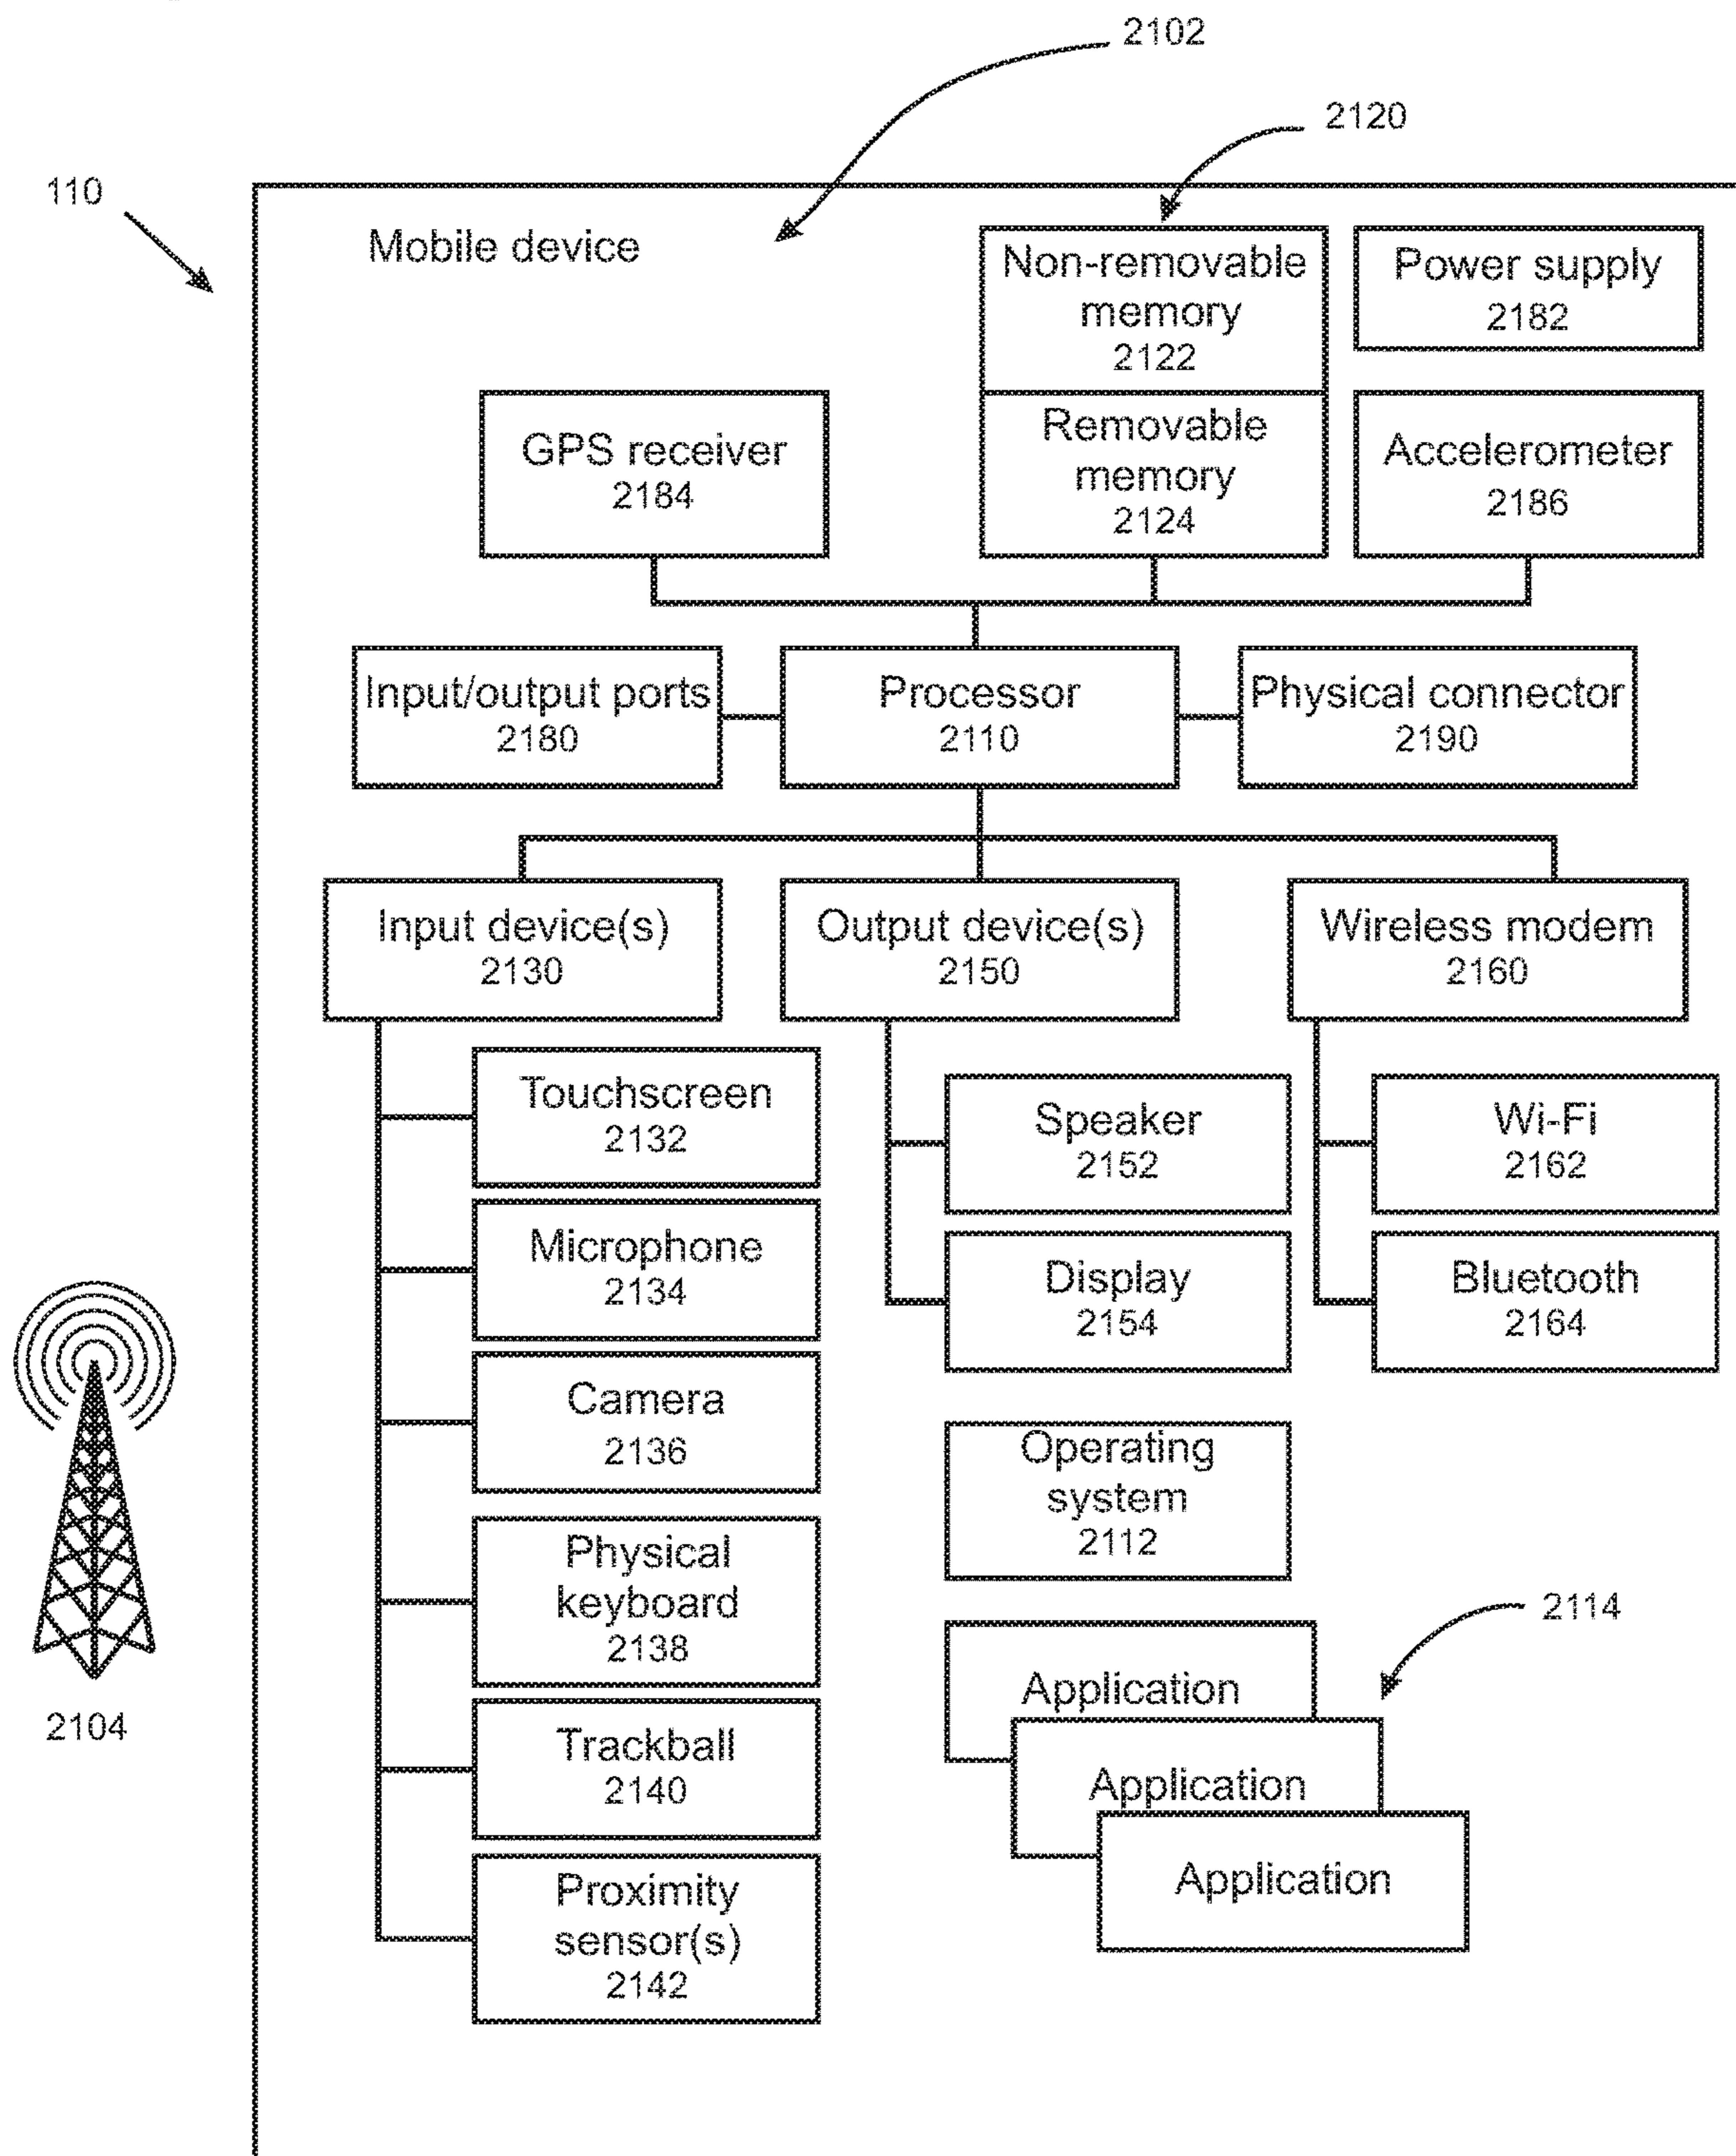 2102
2120
110
Mobile device
Non-removable
memory
2122
Power supply
2182
GPS receiver
2184
Removable
memory
2124
Accelerometer
2186
Input/output ports
2180
Processor
2110
Physical connector
2190
Input device(s)
2130
Output device(s)
2150
Wireless modem
2160
Touchscreen
2132
Speaker
2152
Wi-Fi
2162
Microphone
2134
Display
2154
Bluetooth
2164
Camera
2136
Operating
system
2112
Physical
keyboard
2138
2114
2104
Application
Trackball
2140
Application
Application
Proximity
sensor(s)
2142